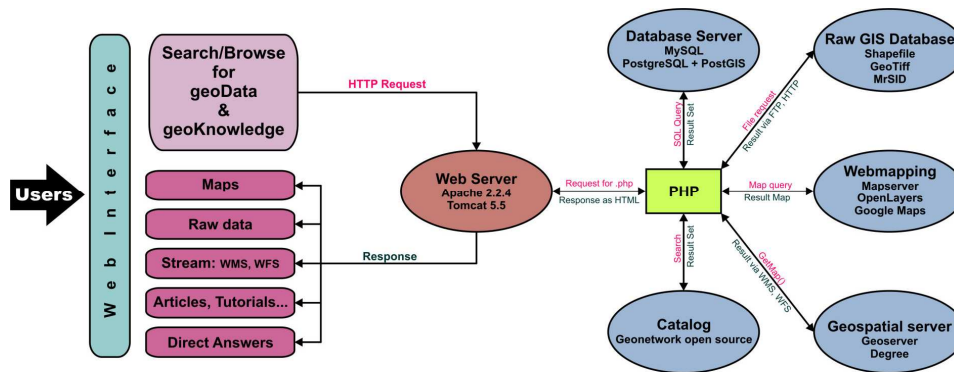 Users
Web Interface
Search/Browse
for
geoData
&
geoKnowledge
HTTP Request
Maps
Raw data
Stream: WMS, WFS
Articles, Tutorials...
Direct Answers
Response
Web Server
Apache 2.2.4
Tomcat 5.5
Request for .php
Response as HTML
PHP
Database Server
MySQL
PostgreSQL + PostGIS
SQL Query
Result Set
Raw GIS Database
Shapefile
GeoTiff
MrSID
File request
Result via FTP, HTTP
Map query
Result Map
Webmapping
Mapserver
OpenLayers
Google Maps
Search
Result Set
Catalog
Geonetwork open source
GetMap()
Result via WMS, WFS
Geospatial server
Geoserver
Degree